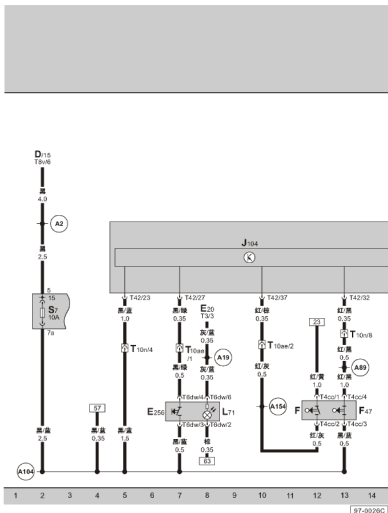 D/15
T8v/6
黑
4.0
A2
黑
2.5
J104
K
5
15
S7
10A
7a
T42/23
T42/27
T42/37
T42/32
黑/蓝
1.0
黑/绿
0.35
E20
T3/3
红/棕
0.35
红/黑
0.35
23
灰/蓝
0.35
T10n/4
T10ae
/1
A19
T10ae/2
T10n/8
黑/绿
0.5
灰/蓝
0.35
红/灰
0.5
红/黄
1.0
红/黑
0.5
A89
红/黑
1.0
T6dw/4
T6dw/6
T4cc/1
T4cc/4
57
E256
L71
A154
F
F47
T6dw/3
T6dw/2
T4cc/2
T4cc/3
黑/蓝
2.5
黑/蓝
0.35
黑/蓝
1.5
黑/蓝
0.5
棕
0.35
63
红/灰
0.5
黑/蓝
0.5
A104
1 2 3 4 5 6 7 8 9 10 11 12 13 14
97-0026C